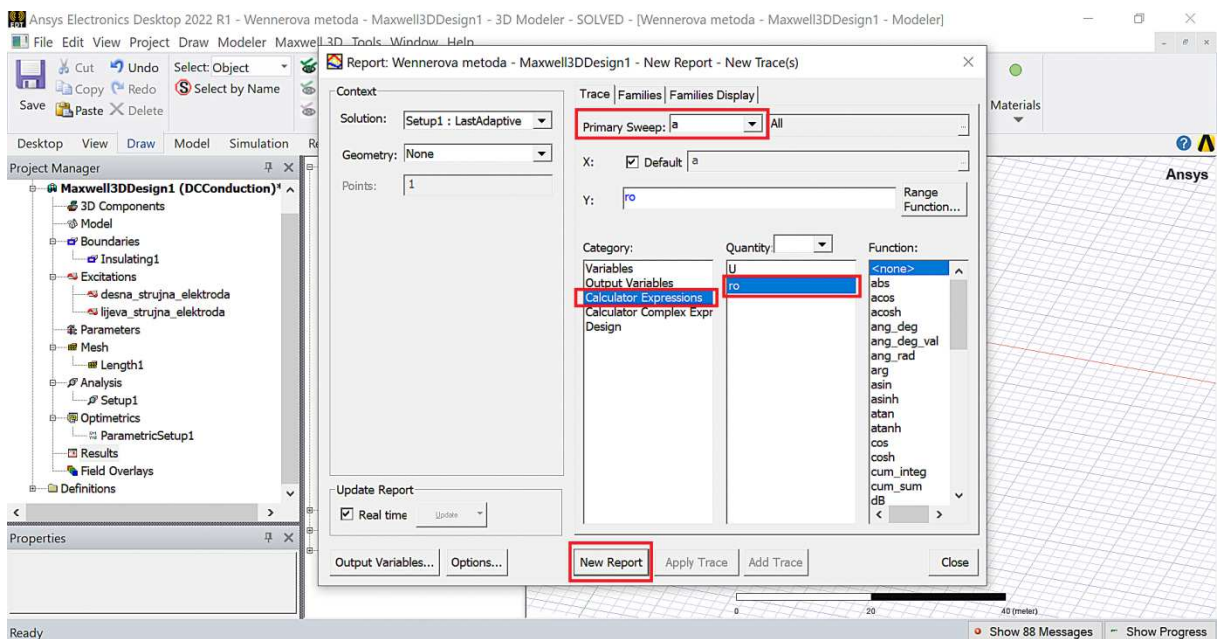 Ansys Electronics Desktop 2022 R1 - Wennerova metoda - Maxwell3DDesign1 - 3D Modeler - SOLVED - [Wennerova metoda - Maxwell3DDesign1 - Modeler]
File Edit View Project Draw Modeler Maxwell 3D Tools Window Help
Save
Cut
Copy
Paste
Undo
Redo
Delete
Select: Object
Select by Name
Materials
Desktop View Draw Model Simulation
Ansys
Project Manager
Maxwell3DDesign1 (DCConduction)*
3D Components
Model
Boundaries
Insulating1
Excitations
desna_strujna_elektroda
lijeva_strujna_elektroda
Parameters
Mesh
Length1
Analysis
Setup1
Optimetrics
ParametricSetup1
Results
Field Overlays
Definitions
Properties
Report: Wennerova metoda - Maxwell3DDesign1 - New Report - New Trace(s)
Context
Solution: Setup1 : LastAdaptive
Geometry: None
Points: 1
Update Report
Real time Update
Output Variables... Options...
Trace Families Families Display
Primary Sweep: a All ...
X: Default a ...
Y: ro
Range Function...
Category:
Variables
Output Variables
Calculator Expressions
Calculator Complex Expr
Design
Quantity:
U
ro
Function:
<none>
abs
acos
acosh
ang_deg
ang_deg_val
ang_rad
arg
asin
asinh
atan
atanh
cos
cosh
cum_integ
cum_sum
dB
New Report Apply Trace Add Trace Close
0 20 40 (meter)
Ready
Show 88 Messages Show Progress